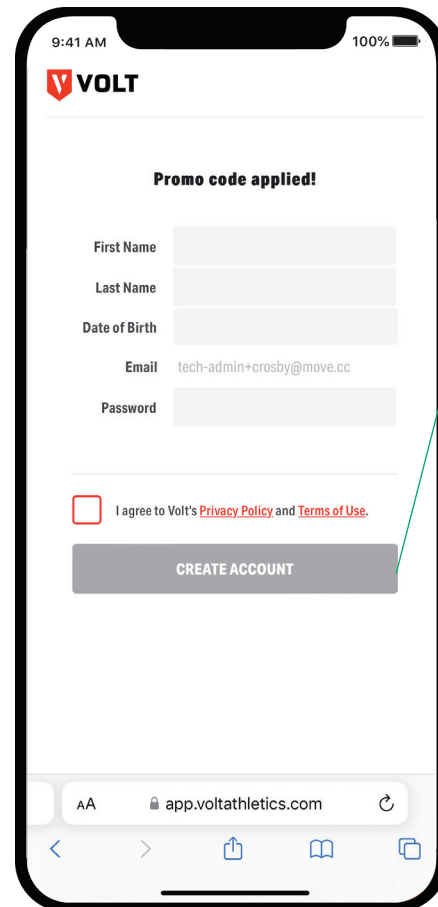 9:41 AM 100%
VOLT
Promo code applied!
First Name
Last Name
Date of Birth
Email tech-admin+crosby@move.cc
Password
I agree to Volt's Privacy Policy and Terms of Use.
CREATE ACCOUNT
AA app.voltathletics.com